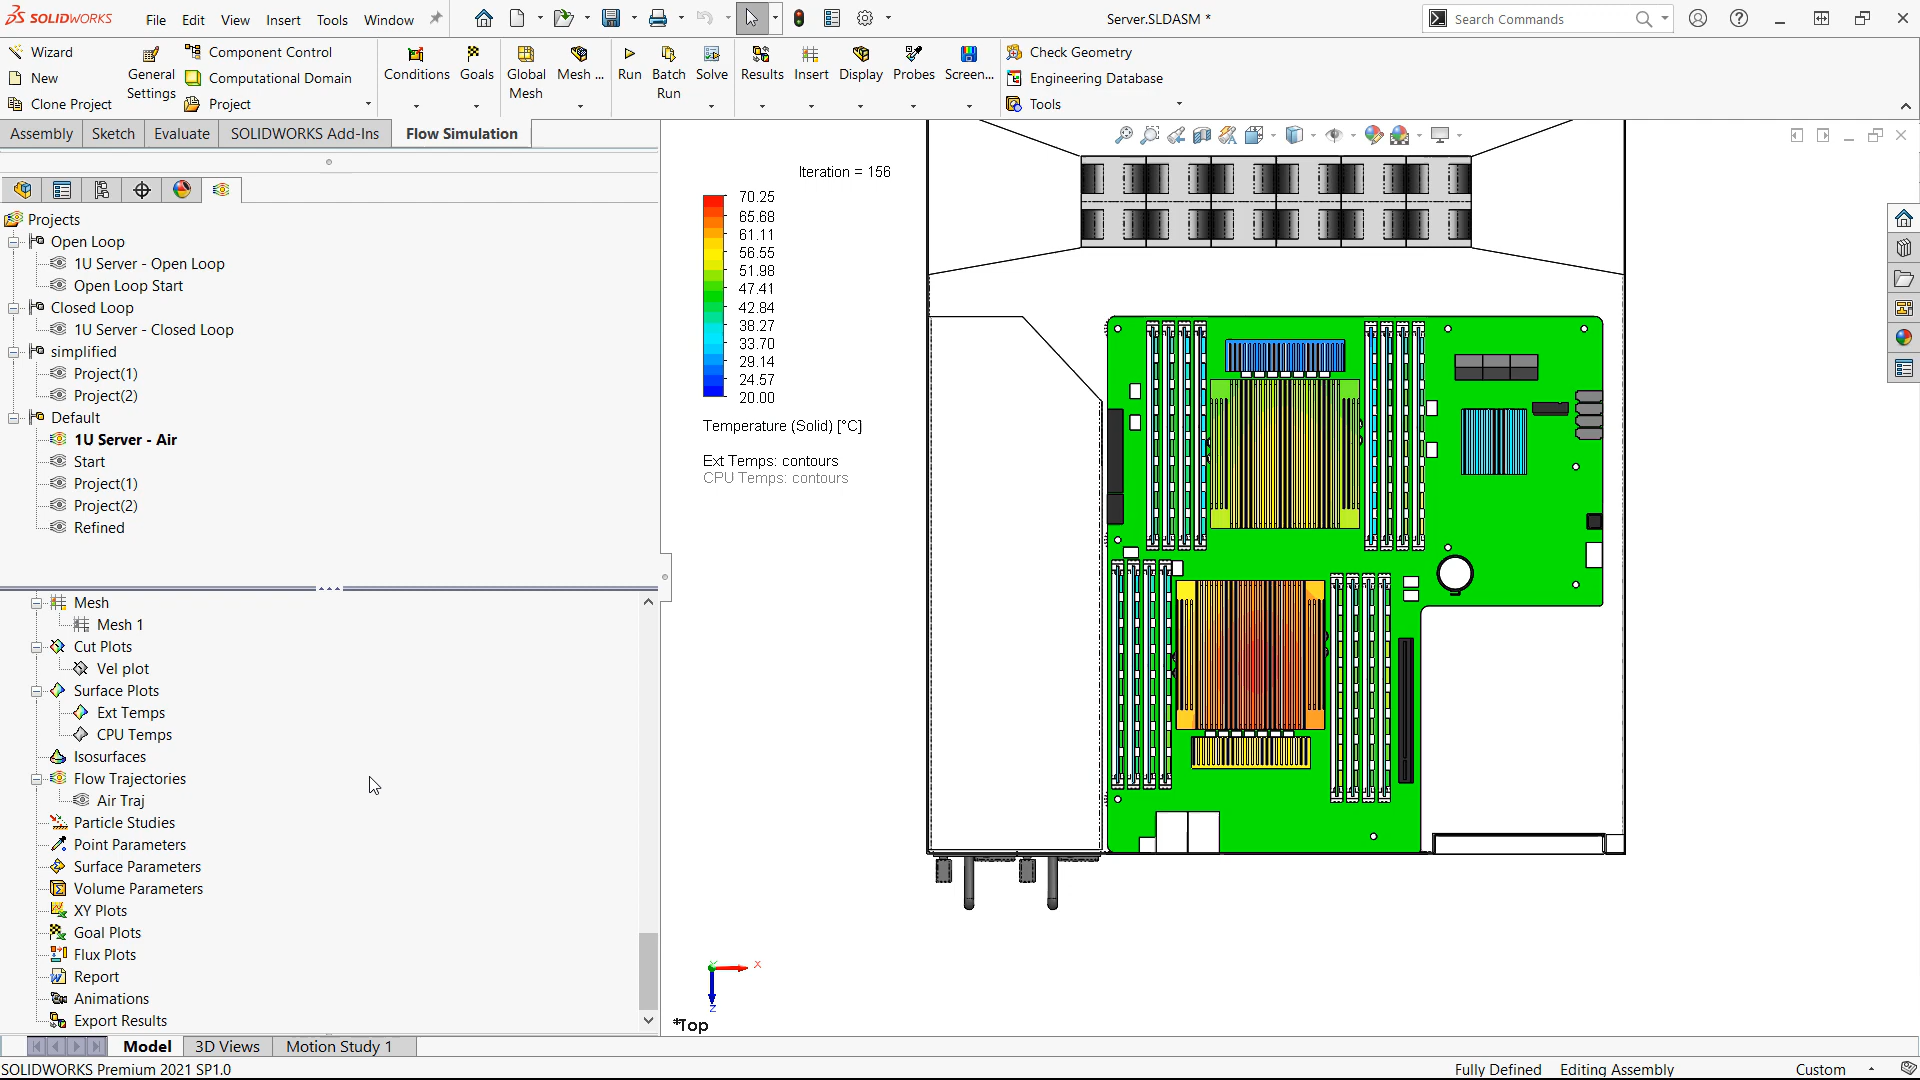 SOLIDWORKS File Edit View Insert Tools Window Server.SLDASM * Search Commands
Wizard
New
Clone Project
General Settings
Component Control
Computational Domain
Project
Conditions
Goals
Global Mesh
Mesh ...
Run
Batch Run
Solve
Results
Insert
Display
Probes
Screen...
Check Geometry
Engineering Database
Tools
Assembly Sketch Evaluate SOLIDWORKS Add-Ins Flow Simulation
Projects
Open Loop
1U Server - Open Loop
Open Loop Start
Closed Loop
1U Server - Closed Loop
simplified
Project(1)
Project(2)
Default
1U Server - Air
Start
Project(1)
Project(2)
Refined
Mesh
Mesh 1
Cut Plots
Vel plot
Surface Plots
Ext Temps
CPU Temps
Isosurfaces
Flow Trajectories
Air Traj
Particle Studies
Point Parameters
Surface Parameters
Volume Parameters
XY Plots
Goal Plots
Flux Plots
Report
Animations
Export Results
Iteration = 156
70.25
65.68
61.11
56.55
51.98
47.41
42.84
38.27
33.70
29.14
24.57
20.00
Temperature (Solid) [°C]
Ext Temps: contours
CPU Temps: contours
X
Y
Z
*Top
Model 3D Views Motion Study 1
SOLIDWORKS Premium 2021 SP1.0 Fully Defined Editing Assembly Custom